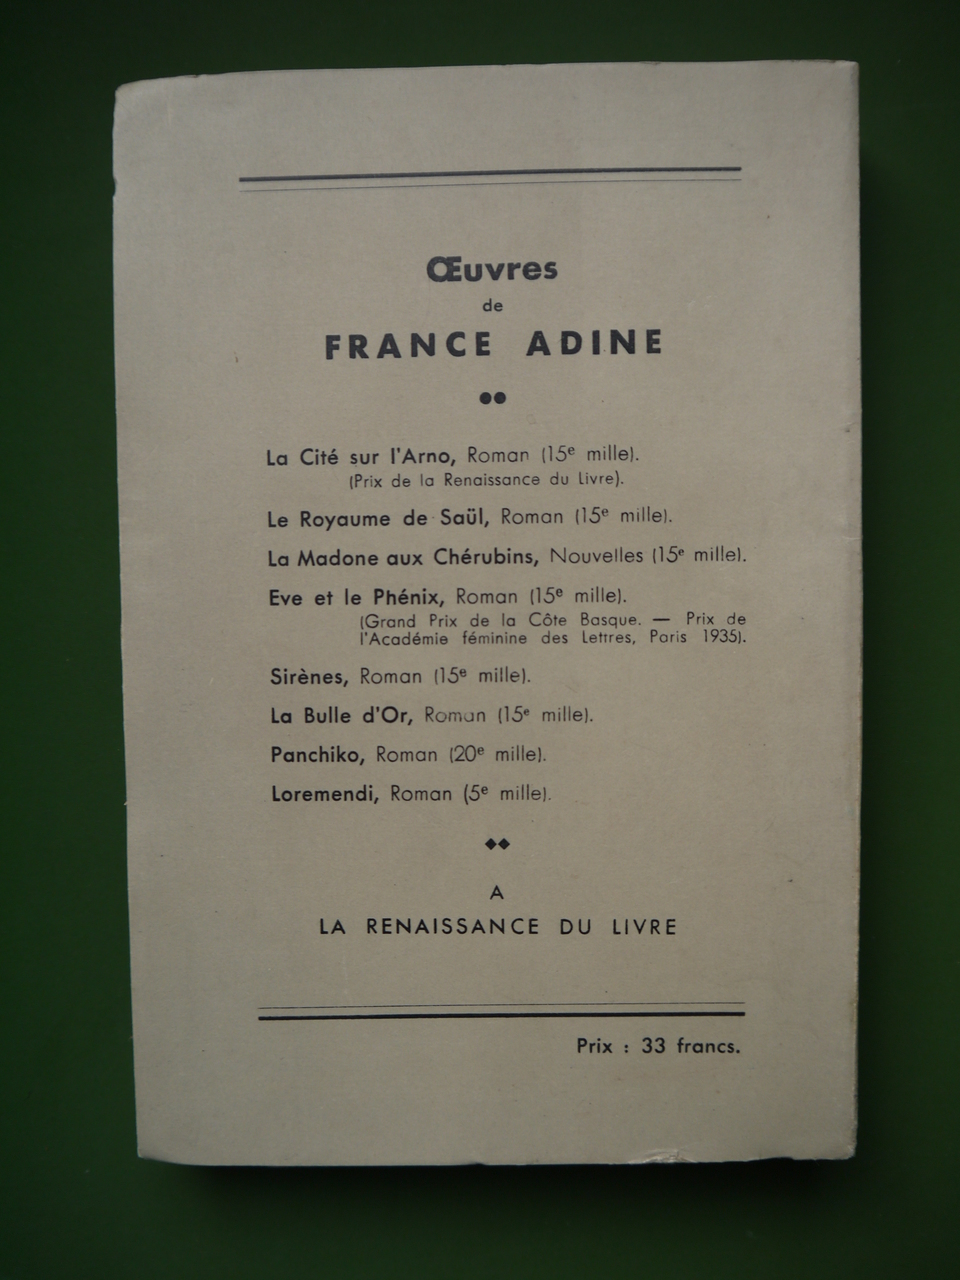 Œuvres
de
FRANCE ADINE
La Cité sur l'Arno, Roman (15e mille).
(Prix de la Renaissance du Livre).
Le Royaume de Saül, Roman (15e mille).
La Madone aux Chérubins, Nouvelles (15e mille).
Eve et le Phénix, Roman (15e mille).
(Grand Prix de la Côte Basque. — Prix de
l'Académie féminine des Lettres, Paris 1935).
Sirènes, Roman (15e mille).
La Bulle d'Or, Roman (15e mille).
Panchiko, Roman (20e mille).
Loremendi, Roman (5e mille).
A
LA RENAISSANCE DU LIVRE
Prix : 33 francs.